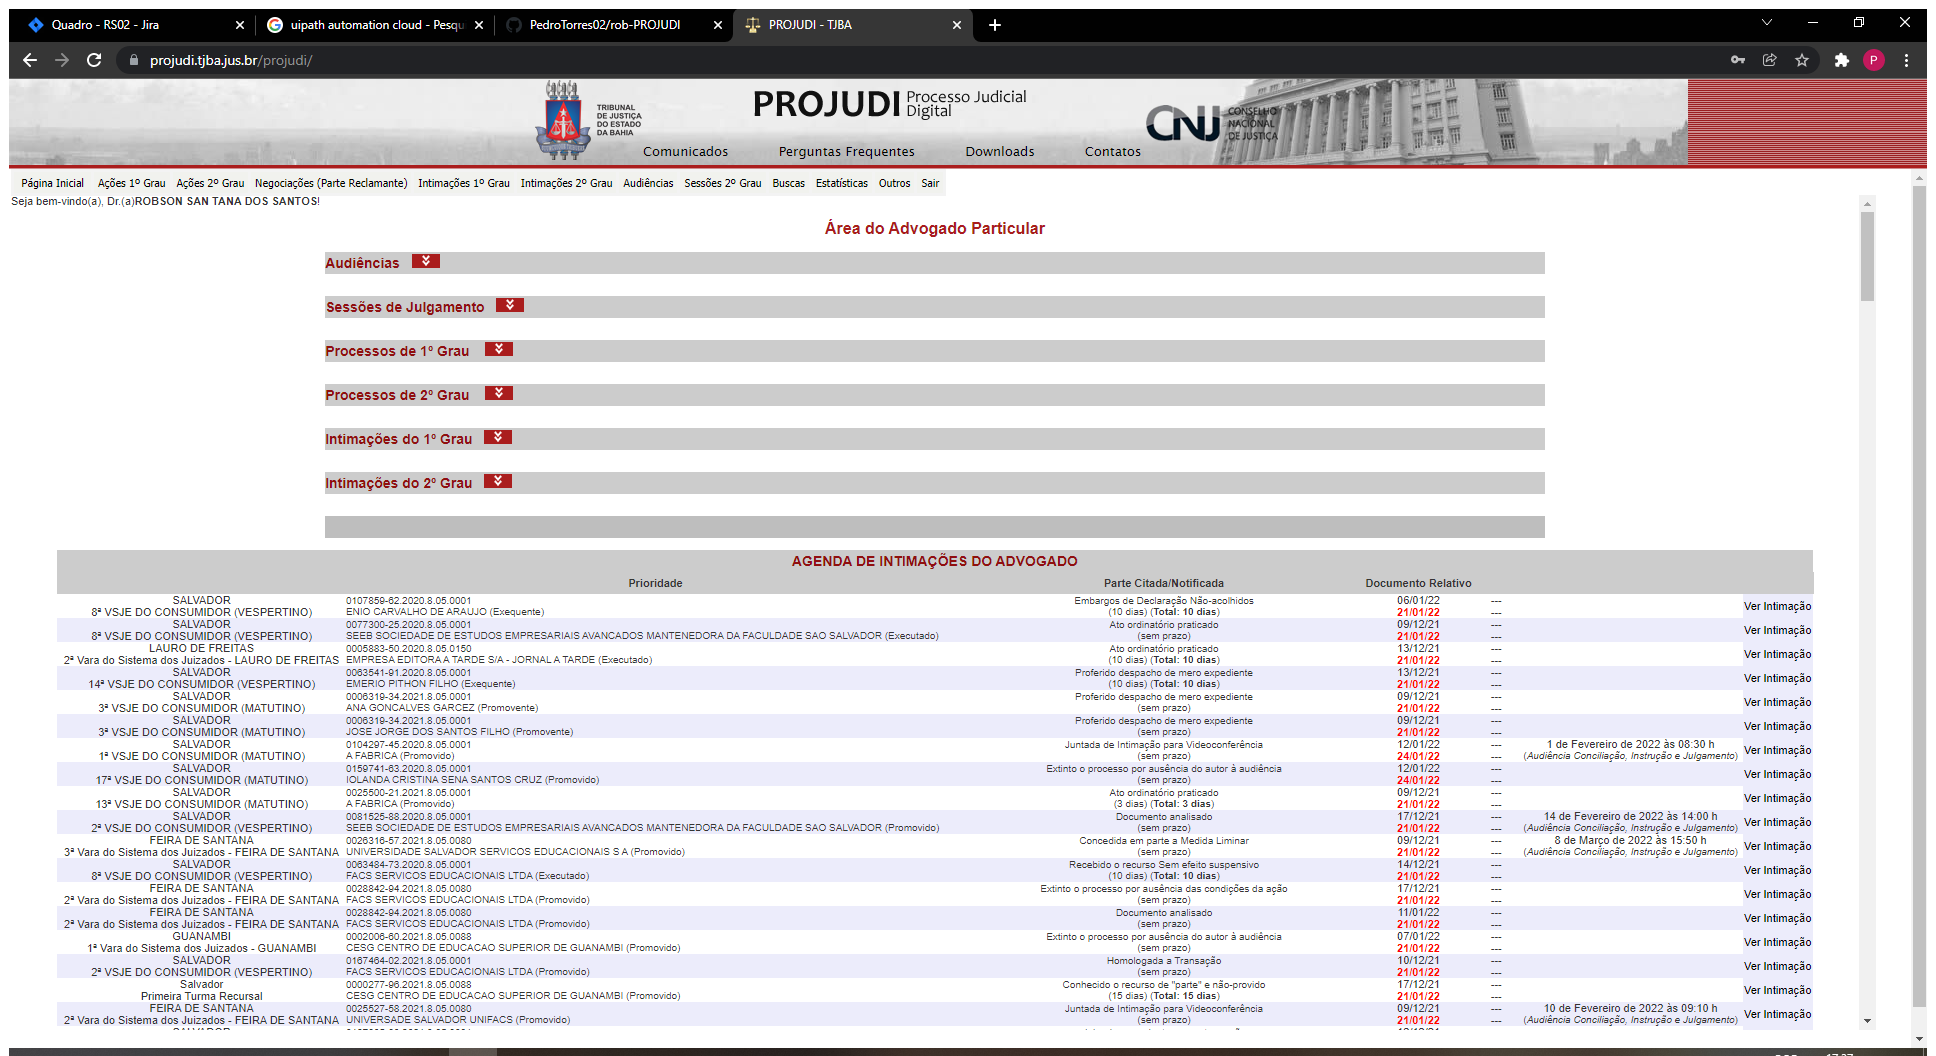 Quadro - RS02 - Jira
uipath automation cloud - Pesqu
PedroTorres02/rob-PROJUDI
PROJUDI - TJBA
projudi.tjba.jus.br/projudi/
P
TRIBUNAL
DE JUSTIÇA
DO ESTADO
DA BAHIA
PROJUDI Processo Judicial
Digital
CNJ CONSELHO
NACIONAL
DE JUSTIÇA
Comunicados Perguntas Frequentes Downloads Contatos
Página Inicial Ações 1º Grau Ações 2º Grau Negociações (Parte Reclamante) Intimações 1º Grau Intimações 2º Grau Audiências Sessões 2º Grau Buscas Estatísticas Outros Sair
Seja bem-vindo(a), Dr.(a)ROBSON SAN TANA DOS SANTOS!
Área do Advogado Particular
Audiências
Sessões de Julgamento
Processos de 1º Grau
Processos de 2º Grau
Intimações do 1º Grau
Intimações do 2º Grau
AGENDA DE INTIMAÇÕES DO ADVOGADO
Prioridade Parte Citada/Notificada Documento Relativo
SALVADOR 0107859-62.2020.8.05.0001 Embargos de Declaração Não-acolhidos 06/01/22 ---
8ª VSJE DO CONSUMIDOR (VESPERTINO) ENIO CARVALHO DE ARAUJO (Exequente) (10 dias) (Total: 10 dias) 21/01/22 --- Ver Intimação
SALVADOR 0077300-25.2020.8.05.0001 Ato ordinatório praticado 09/12/21 ---
8ª VSJE DO CONSUMIDOR (VESPERTINO) SEEB SOCIEDADE DE ESTUDOS EMPRESARIAIS AVANCADOS MANTENEDORA DA FACULDADE SAO SALVADOR (Executado) (sem prazo) 21/01/22 --- Ver Intimação
LAURO DE FREITAS 0005883-50.2020.8.05.0150 Ato ordinatório praticado 13/12/21 ---
2ª Vara do Sistema dos Juizados - LAURO DE FREITAS EMPRESA EDITORA A TARDE S/A - JORNAL A TARDE (Executado) (10 dias) (Total: 10 dias) 21/01/22 --- Ver Intimação
SALVADOR 0063541-91.2020.8.05.0001 Proferido despacho de mero expediente 13/12/21 ---
14ª VSJE DO CONSUMIDOR (VESPERTINO) EMERIO PITHON FILHO (Exequente) (10 dias) (Total: 10 dias) 21/01/22 --- Ver Intimação
SALVADOR 0006319-34.2021.8.05.0001 Proferido despacho de mero expediente 09/12/21 ---
3ª VSJE DO CONSUMIDOR (MATUTINO) ANA GONCALVES GARCEZ (Promovente) (sem prazo) 21/01/22 --- Ver Intimação
SALVADOR 0006319-34.2021.8.05.0001 Proferido despacho de mero expediente 09/12/21 ---
3ª VSJE DO CONSUMIDOR (MATUTINO) JOSE JORGE DOS SANTOS FILHO (Promovente) (sem prazo) 21/01/22 --- Ver Intimação
SALVADOR 0104297-45.2020.8.05.0001 Juntada de Intimação para Videoconferência 12/01/22 --- 1 de Fevereiro de 2022 às 08:30 h
1ª VSJE DO CONSUMIDOR (MATUTINO) A FABRICA (Promovido) (sem prazo) 24/01/22 --- (Audiência Conciliação, Instrução e Julgamento) Ver Intimação
SALVADOR 0159741-63.2020.8.05.0001 Extinto o processo por ausência do autor à audiência 12/01/22 ---
17ª VSJE DO CONSUMIDOR (MATUTINO) IOLANDA CRISTINA SENA SANTOS CRUZ (Promovido) (sem prazo) 24/01/22 --- Ver Intimação
SALVADOR 0025500-21.2021.8.05.0001 Ato ordinatório praticado 09/12/21 ---
13ª VSJE DO CONSUMIDOR (MATUTINO) A FABRICA (Promovido) (3 dias) (Total: 3 dias) 21/01/22 --- Ver Intimação
SALVADOR 0081525-88.2020.8.05.0001 Documento analisado 17/12/21 --- 14 de Fevereiro de 2022 às 14:00 h
2ª VSJE DO CONSUMIDOR (VESPERTINO) SEEB SOCIEDADE DE ESTUDOS EMPRESARIAIS AVANCADOS MANTENEDORA DA FACULDADE SAO SALVADOR (Promovido) (sem prazo) 21/01/22 --- (Audiência Conciliação, Instrução e Julgamento) Ver Intimação
FEIRA DE SANTANA 0026316-57.2021.8.05.0080 Concedida em parte a Medida Liminar 09/12/21 --- 8 de Março de 2022 às 15:50 h
3ª Vara do Sistema dos Juizados - FEIRA DE SANTANA UNIVERSIDADE SALVADOR SERVICOS EDUCACIONAIS S A (Promovido) (sem prazo) 21/01/22 --- (Audiência Conciliação, Instrução e Julgamento) Ver Intimação
SALVADOR 0063484-73.2020.8.05.0001 Recebido o recurso Sem efeito suspensivo 14/12/21 ---
8ª VSJE DO CONSUMIDOR (VESPERTINO) FACS SERVICOS EDUCACIONAIS LTDA (Executado) (10 dias) (Total: 10 dias) 21/01/22 --- Ver Intimação
FEIRA DE SANTANA 0028842-94.2021.8.05.0080 Extinto o processo por ausência das condições da ação 17/12/21 ---
2ª Vara do Sistema dos Juizados - FEIRA DE SANTANA FACS SERVICOS EDUCACIONAIS LTDA (Promovido) (sem prazo) 21/01/22 --- Ver Intimação
FEIRA DE SANTANA 0028842-94.2021.8.05.0080 Documento analisado 11/01/22 ---
2ª Vara do Sistema dos Juizados - FEIRA DE SANTANA FACS SERVICOS EDUCACIONAIS LTDA (Promovido) (sem prazo) 21/01/22 --- Ver Intimação
GUANAMBI 0002006-60.2021.8.05.0088 Extinto o processo por ausência do autor à audiência 07/01/22 ---
1ª Vara do Sistema dos Juizados - GUANAMBI CESG CENTRO DE EDUCACAO SUPERIOR DE GUANAMBI (Promovido) (sem prazo) 21/01/22 --- Ver Intimação
SALVADOR 0167464-02.2021.8.05.0001 Homologada a Transação 10/12/21 ---
2ª VSJE DO CONSUMIDOR (VESPERTINO) FACS SERVICOS EDUCACIONAIS LTDA (Promovido) (sem prazo) 21/01/22 --- Ver Intimação
Salvador 0000277-96.2021.8.05.0088 Conhecido o recurso de "parte" e não-provido 17/12/21 ---
Primeira Turma Recursal CESG CENTRO DE EDUCACAO SUPERIOR DE GUANAMBI (Promovido) (15 dias) (Total: 15 dias) 21/01/22 --- Ver Intimação
FEIRA DE SANTANA 0025527-58.2021.8.05.0080 Juntada de Intimação para Videoconferência 09/12/21 --- 10 de Fevereiro de 2022 às 09:10 h
2ª Vara do Sistema dos Juizados - FEIRA DE SANTANA UNIVERSADE SALVADOR UNIFACS (Promovido) (sem prazo) 21/01/22 --- (Audiência Conciliação, Instrução e Julgamento) Ver Intimação